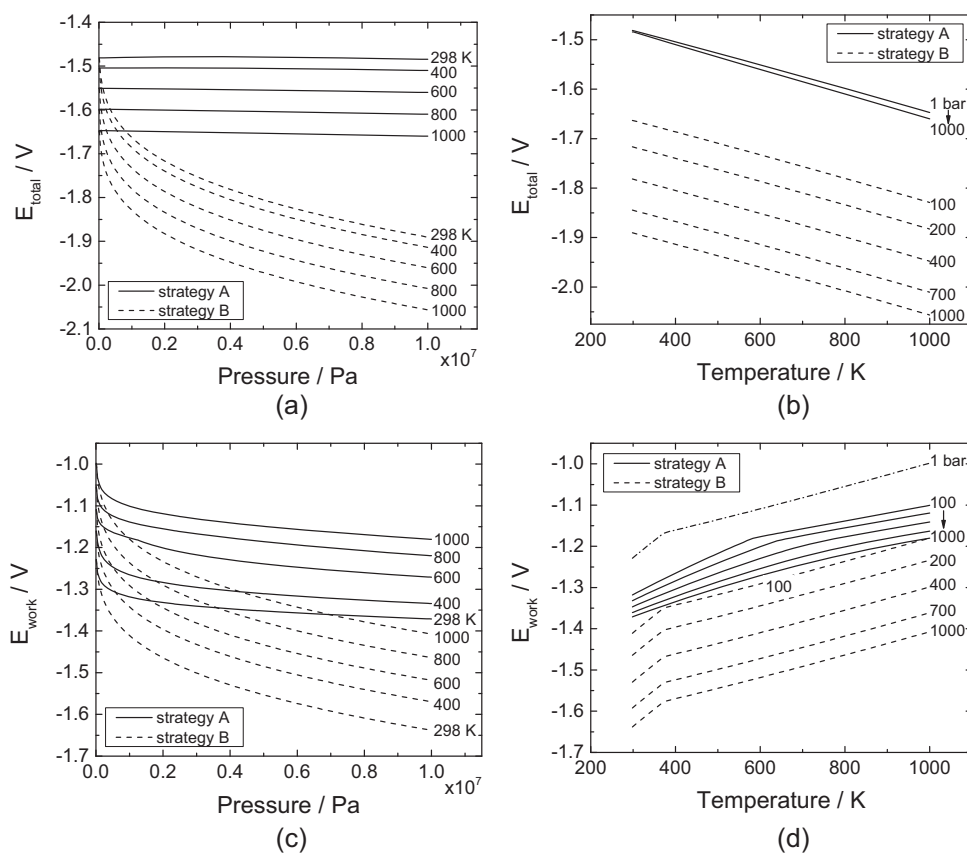 -1.4
-1.5
-1.6
-1.7
-1.8
-1.9
-2.0
-2.1
E_total / V
298 K
400
600
800
1000
298 K
400
600
800
1000
strategy A
strategy B
0.0 0.2 0.4 0.6 0.8 1.0
x10^7
Pressure / Pa
(a)
-1.5
-1.6
-1.7
-1.8
-1.9
-2.0
E_total / V
strategy A
strategy B
1 bar
1000
100
200
400
700
1000
200 400 600 800 1000
Temperature / K
(b)
-1.0
-1.1
-1.2
-1.3
-1.4
-1.5
-1.6
-1.7
E_work / V
1000
800
600
400
298 K
1000
800
600
400
298 K
strategy A
strategy B
0.0 0.2 0.4 0.6 0.8 1.0
x10^7
Pressure / Pa
(c)
-1.0
-1.1
-1.2
-1.3
-1.4
-1.5
-1.6
-1.7
E_work / V
strategy A
strategy B
1 bar
100
1000
100
200
400
700
1000
200 400 600 800 1000
Temperature / K
(d)